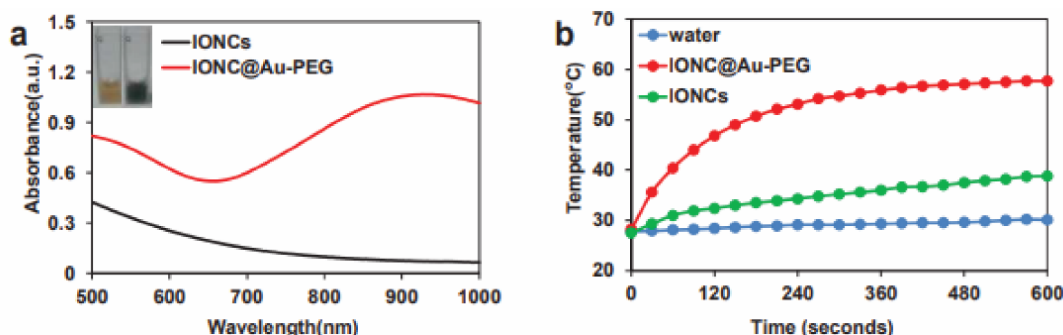 a
1.5
1.2
0.9
0.6
0.3
0
Absorbance(a.u.)
IONCs
IONC@Au-PEG
500 600 700 800 900 1000
Wavelength(nm)
b
70
60
50
40
30
20
Temperature(°C)
water
IONC@Au-PEG
IONCs
0 120 240 360 480 600
Time (seconds)